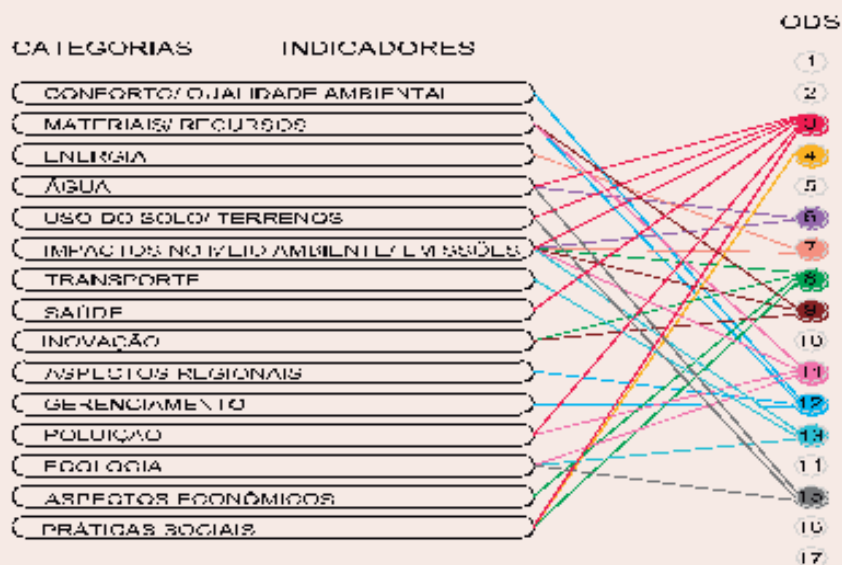 ODS
CATEGORIAS INDICADORES
1
CONFORTO/ QUALIDADE AMBIENTAL
2
MATERIAIS/ RECURSOS
3
ENERGIA
4
ÁGUA
5
USO DO SOLO/ TERRENOS
6
IMPACTOS NO MEIO AMBIENTE/ EMISSÕES
7
TRANSPORTE
8
SAÚDE
9
INOVAÇÃO
10
ASPECTOS REGIONAIS
11
GERENCIAMENTO
12
POLUIÇÃO
13
ECOLOGIA
14
ASPECTOS ECONÔMICOS
15
PRÁTICAS SOCIAIS
16
17